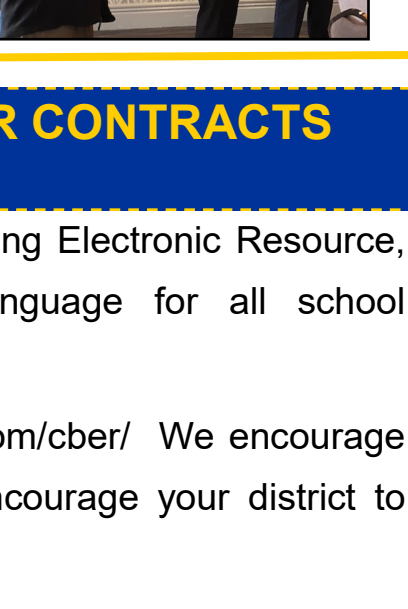 R CONTRACTS
ng Electronic Resource,
nguage for all school
om/cber/ We encourage
ncourage your district to